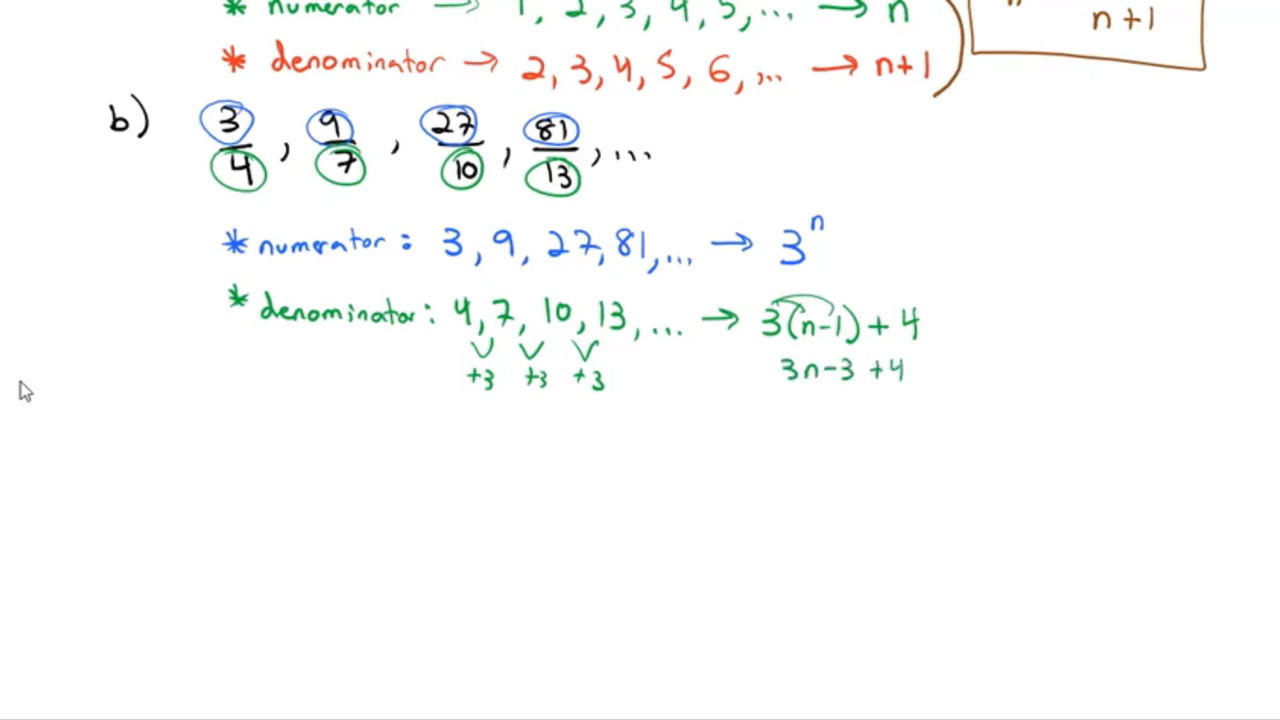 * numerator → 1, 2, 3, 4, 5, ... → n
n+1
* denominator → 2, 3, 4, 5, 6, ... → n+1
b) 3/4, 9/7, 27/10, 81/13, ...
* numerator: 3, 9, 27, 81, ... → 3^n
* denominator: 4, 7, 10, 13, ... → 3(n-1) + 4
+3 +3 +3 3n-3 +4